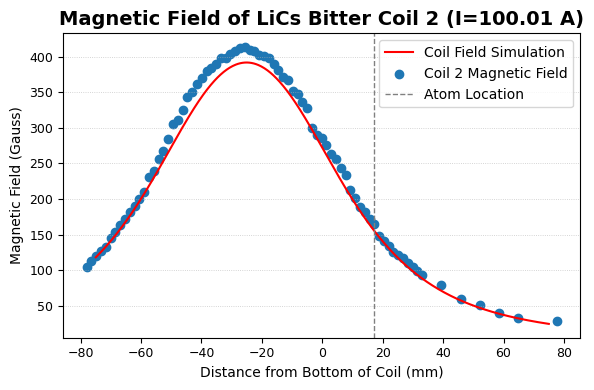 Magnetic Field of LiCs Bitter Coil 2 (I=100.01 A)
Coil Field Simulation
Coil 2 Magnetic Field
Atom Location
Magnetic Field (Gauss)
400
350
300
250
200
150
100
50
−80 −60 −40 −20 0 20 40 60 80
Distance from Bottom of Coil (mm)